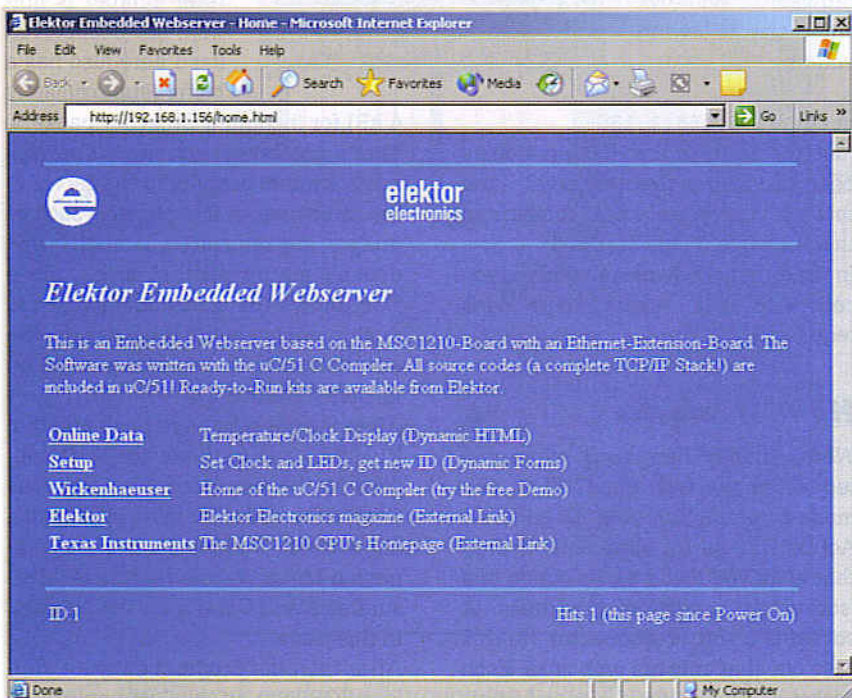 Elektor Embedded Webserver - Home - Microsoft Internet Explorer
File Edit View Favorites Tools Help
Back Search Favorites Media
Address http://192.168.1.156/home.html Go Links »
e
elektor
electronics
Elektor Embedded Webserver
This is an Embedded Webserver based on the MSC1210-Board with an Ethernet-Extension-Board. The
Software was written with the uC/51 C Compiler. All source codes (a complete TCP/IP Stack!) are
included in uC/51! Ready-to-Run kits are available from Elektor.
Online Data Temperature/Clock Display (Dynamic HTML)
Setup Set Clock and LEDs, get new ID (Dynamic Forms)
Wickenhaeuser Home of the uC/51 C Compiler (try the free Demo)
Elektor Elektor Electronics magazine (External Link)
Texas Instruments The MSC1210 CPU's Homepage (External Link)
ID:1 Hits:1 (this page since Power On)
Done My Computer